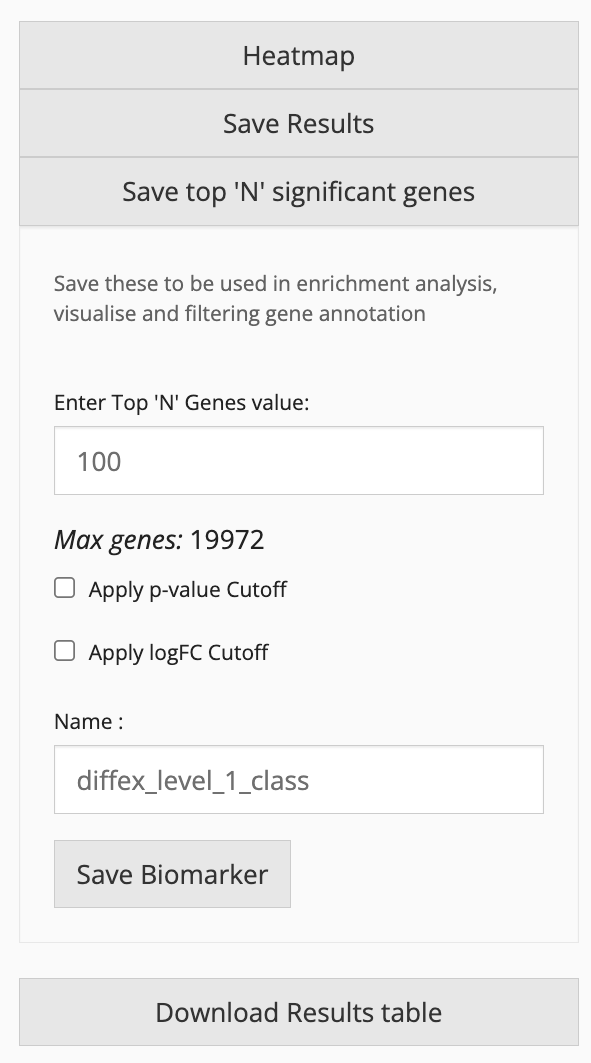 Heatmap
Save Results
Save top 'N' significant genes
Save these to be used in enrichment analysis,
visualise and filtering gene annotation
Enter Top 'N' Genes value:
100
Max genes: 19972
Apply p-value Cutoff
Apply logFC Cutoff
Name :
diffex_level_1_class
Save Biomarker
Download Results table